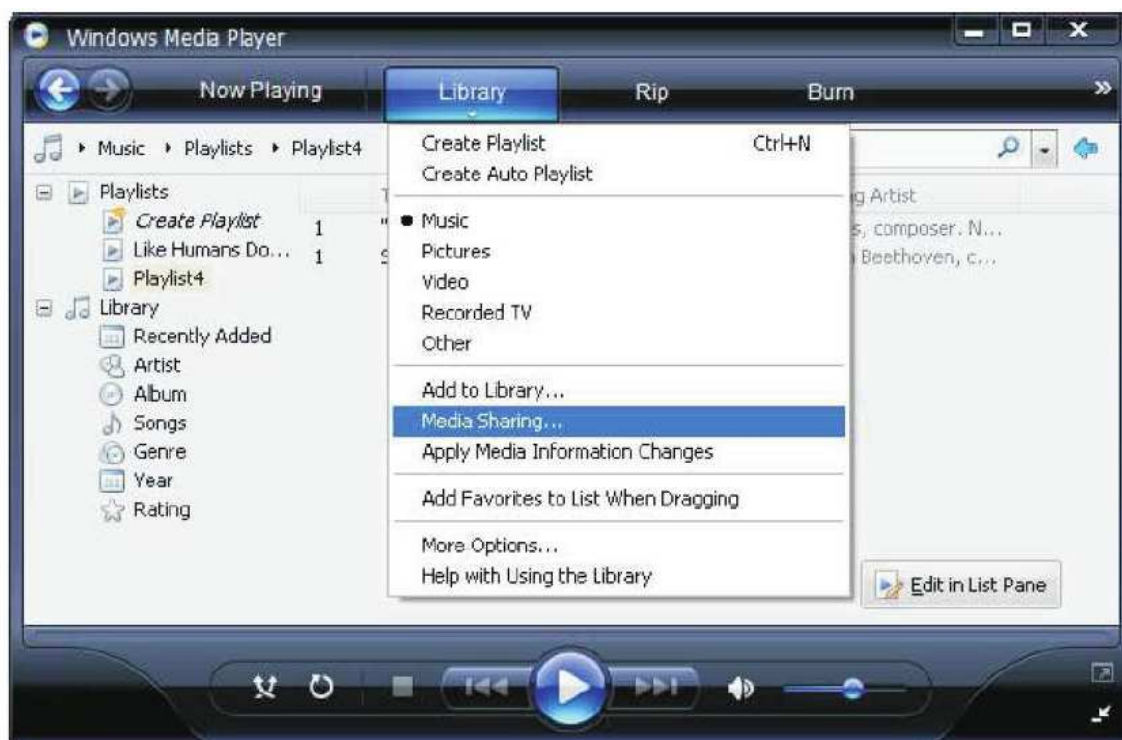 Windows Media Player
Now Playing Library Rip Burn »
Music Playlists Playlist4
Playlists
Create Playlist
Like Humans Do...
Playlist4
Library
Recently Added
Artist
Album
Songs
Genre
Year
Rating
1 "
1 S
Create Playlist Ctrl+N
Create Auto Playlist
Music
Pictures
Video
Recorded TV
Other
Add to Library...
Media Sharing...
Apply Media Information Changes
Add Favorites to List When Dragging
More Options...
Help with Using the Library
g Artist
s, composer. N...
Beethoven, c...
Edit in List Pane